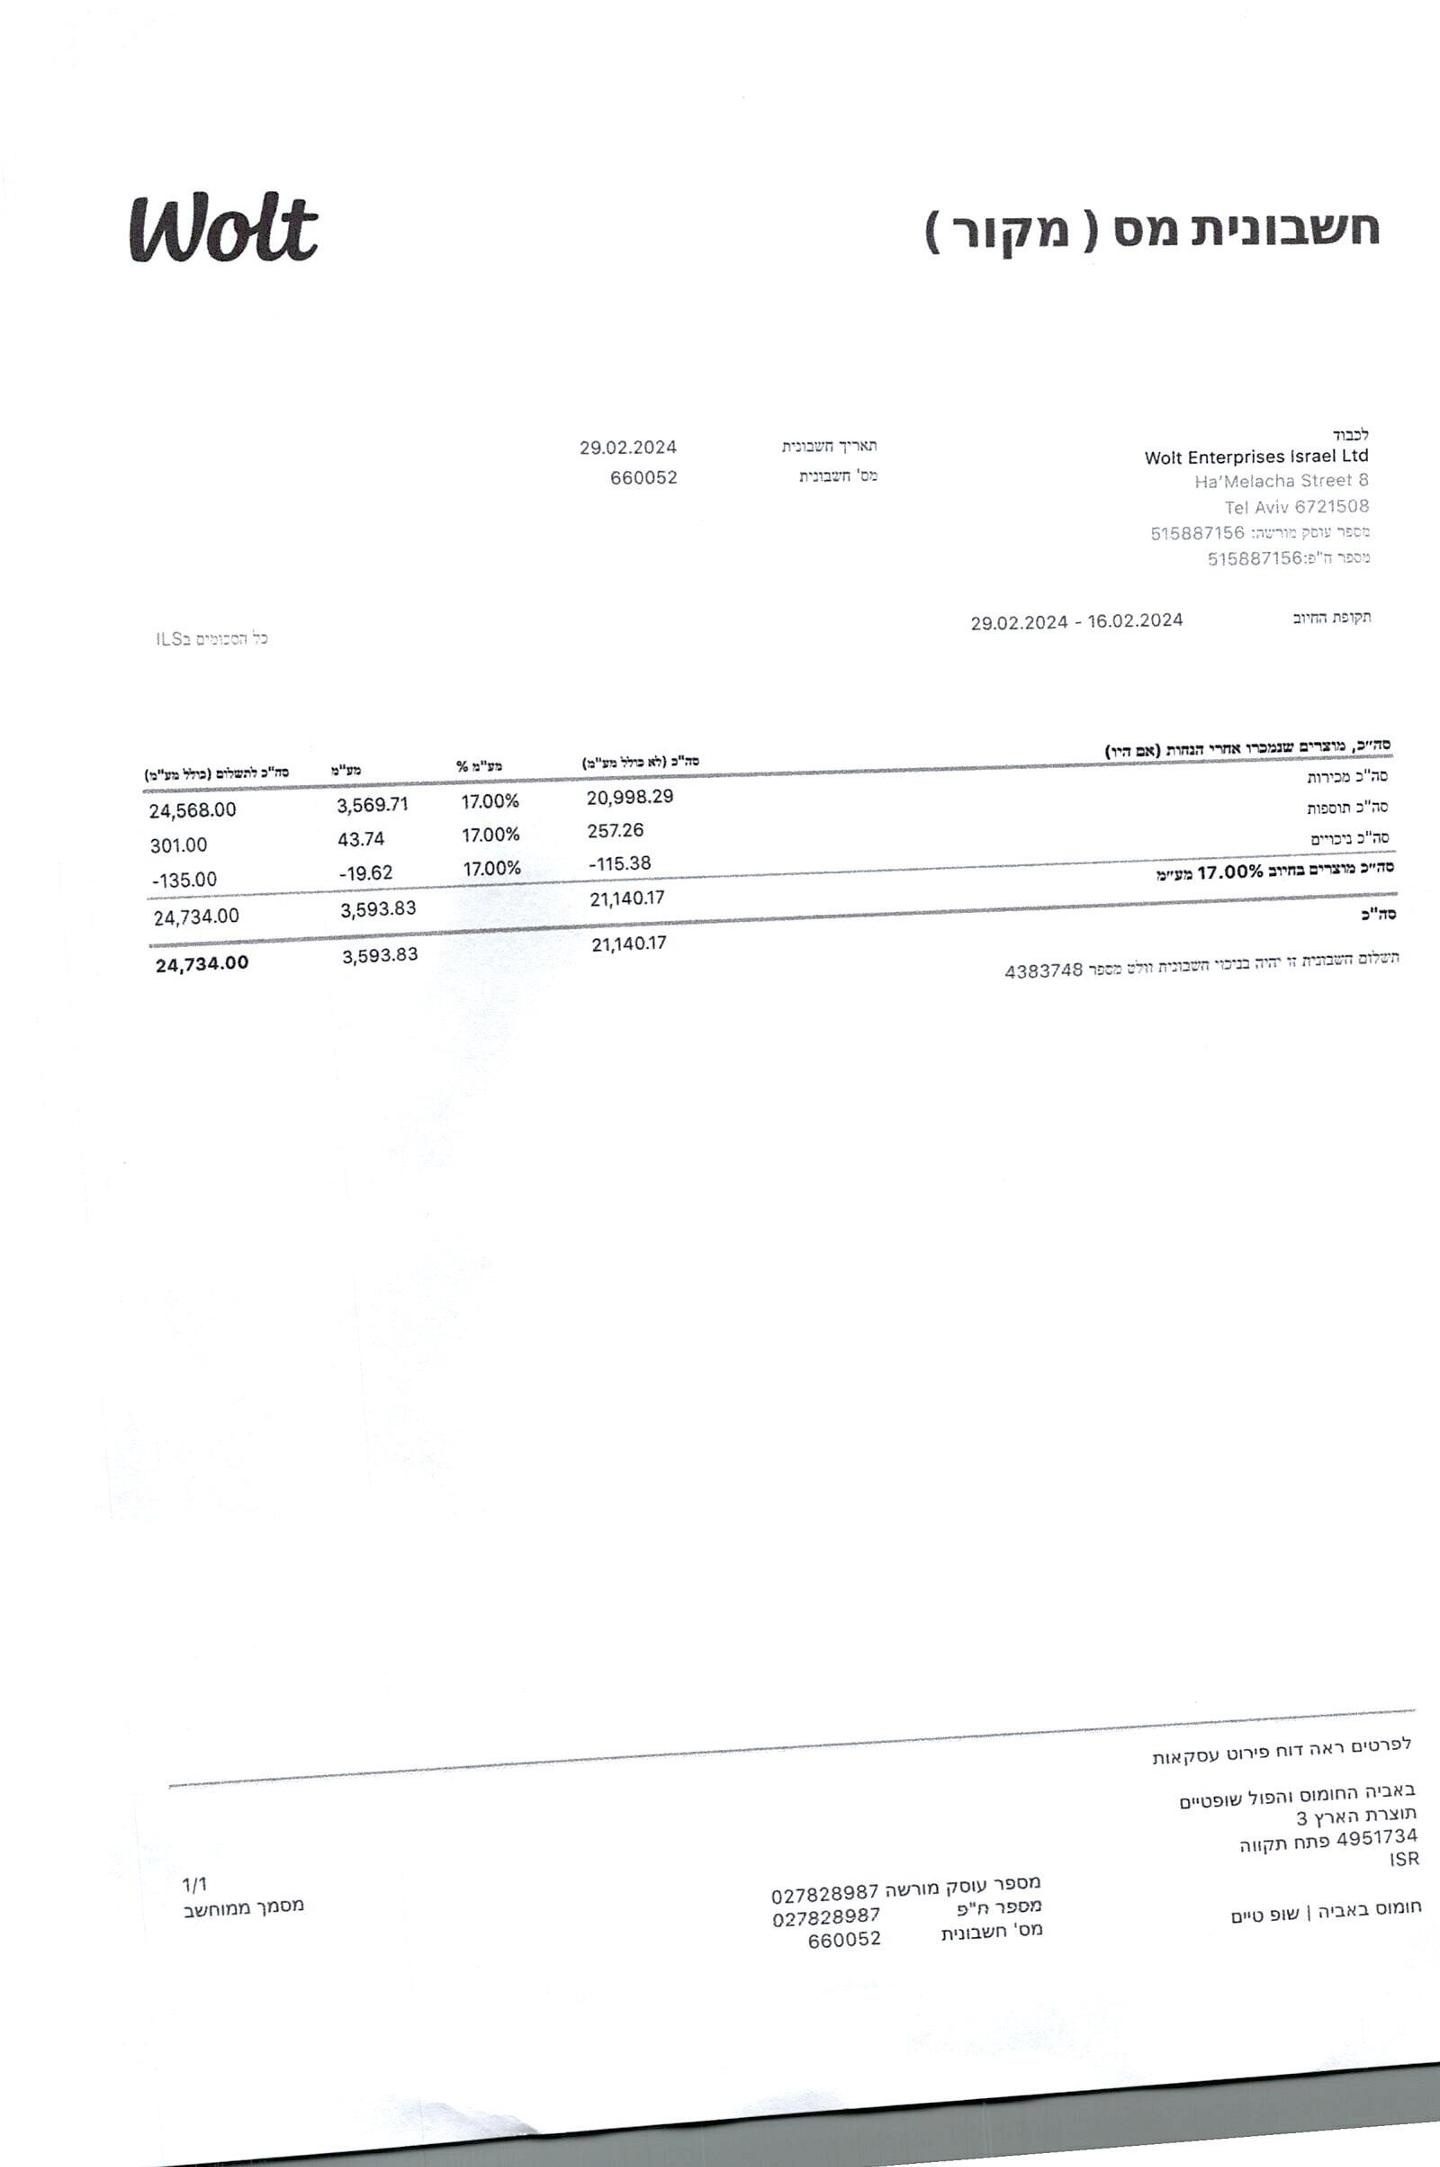 Wolt
חשבונית מס ( מקור )
לכבוד
Wolt Enterprises Israel Ltd
Ha'Melacha Street 8
Tel Aviv 6721508
מספר עוסק מורשה: 515887156
מספר ח"פ:515887156
תאריך חשבונית 29.02.2024
מס' חשבונית 660052
תקופת החיוב 16.02.2024 - 29.02.2024
כל הסכומים בILS
סה״כ, מוצרים שנמכרו אחרי הנחות (אם היו) סה"כ (לא כולל מע"מ) מע"מ % מע"מ סה"כ לתשלום (כולל מע"מ)
סה"כ מכירות 20,998.29 17.00% 3,569.71 24,568.00
סה"כ תוספות 257.26 17.00% 43.74 301.00
סה"כ ניכויים -115.38 17.00% -19.62 -135.00
סה״כ מוצרים בחיוב 17.00% מע״מ 21,140.17 3,593.83 24,734.00
סה"כ 21,140.17 3,593.83 24,734.00
תשלום חשבונית זו יהיה בניכוי חשבונית וולט מספר 4383748
לפרטים ראה דוח פירוט עסקאות
באביה החומוס והפול שופטיים
תוצרת הארץ 3
4951734 פתח תקווה
ISR
חומוס באביה | שופ טיים
מספר עוסק מורשה 027828987
מספר ח"פ 027828987
מס' חשבונית 660052
1/1
מסמך ממוחשב